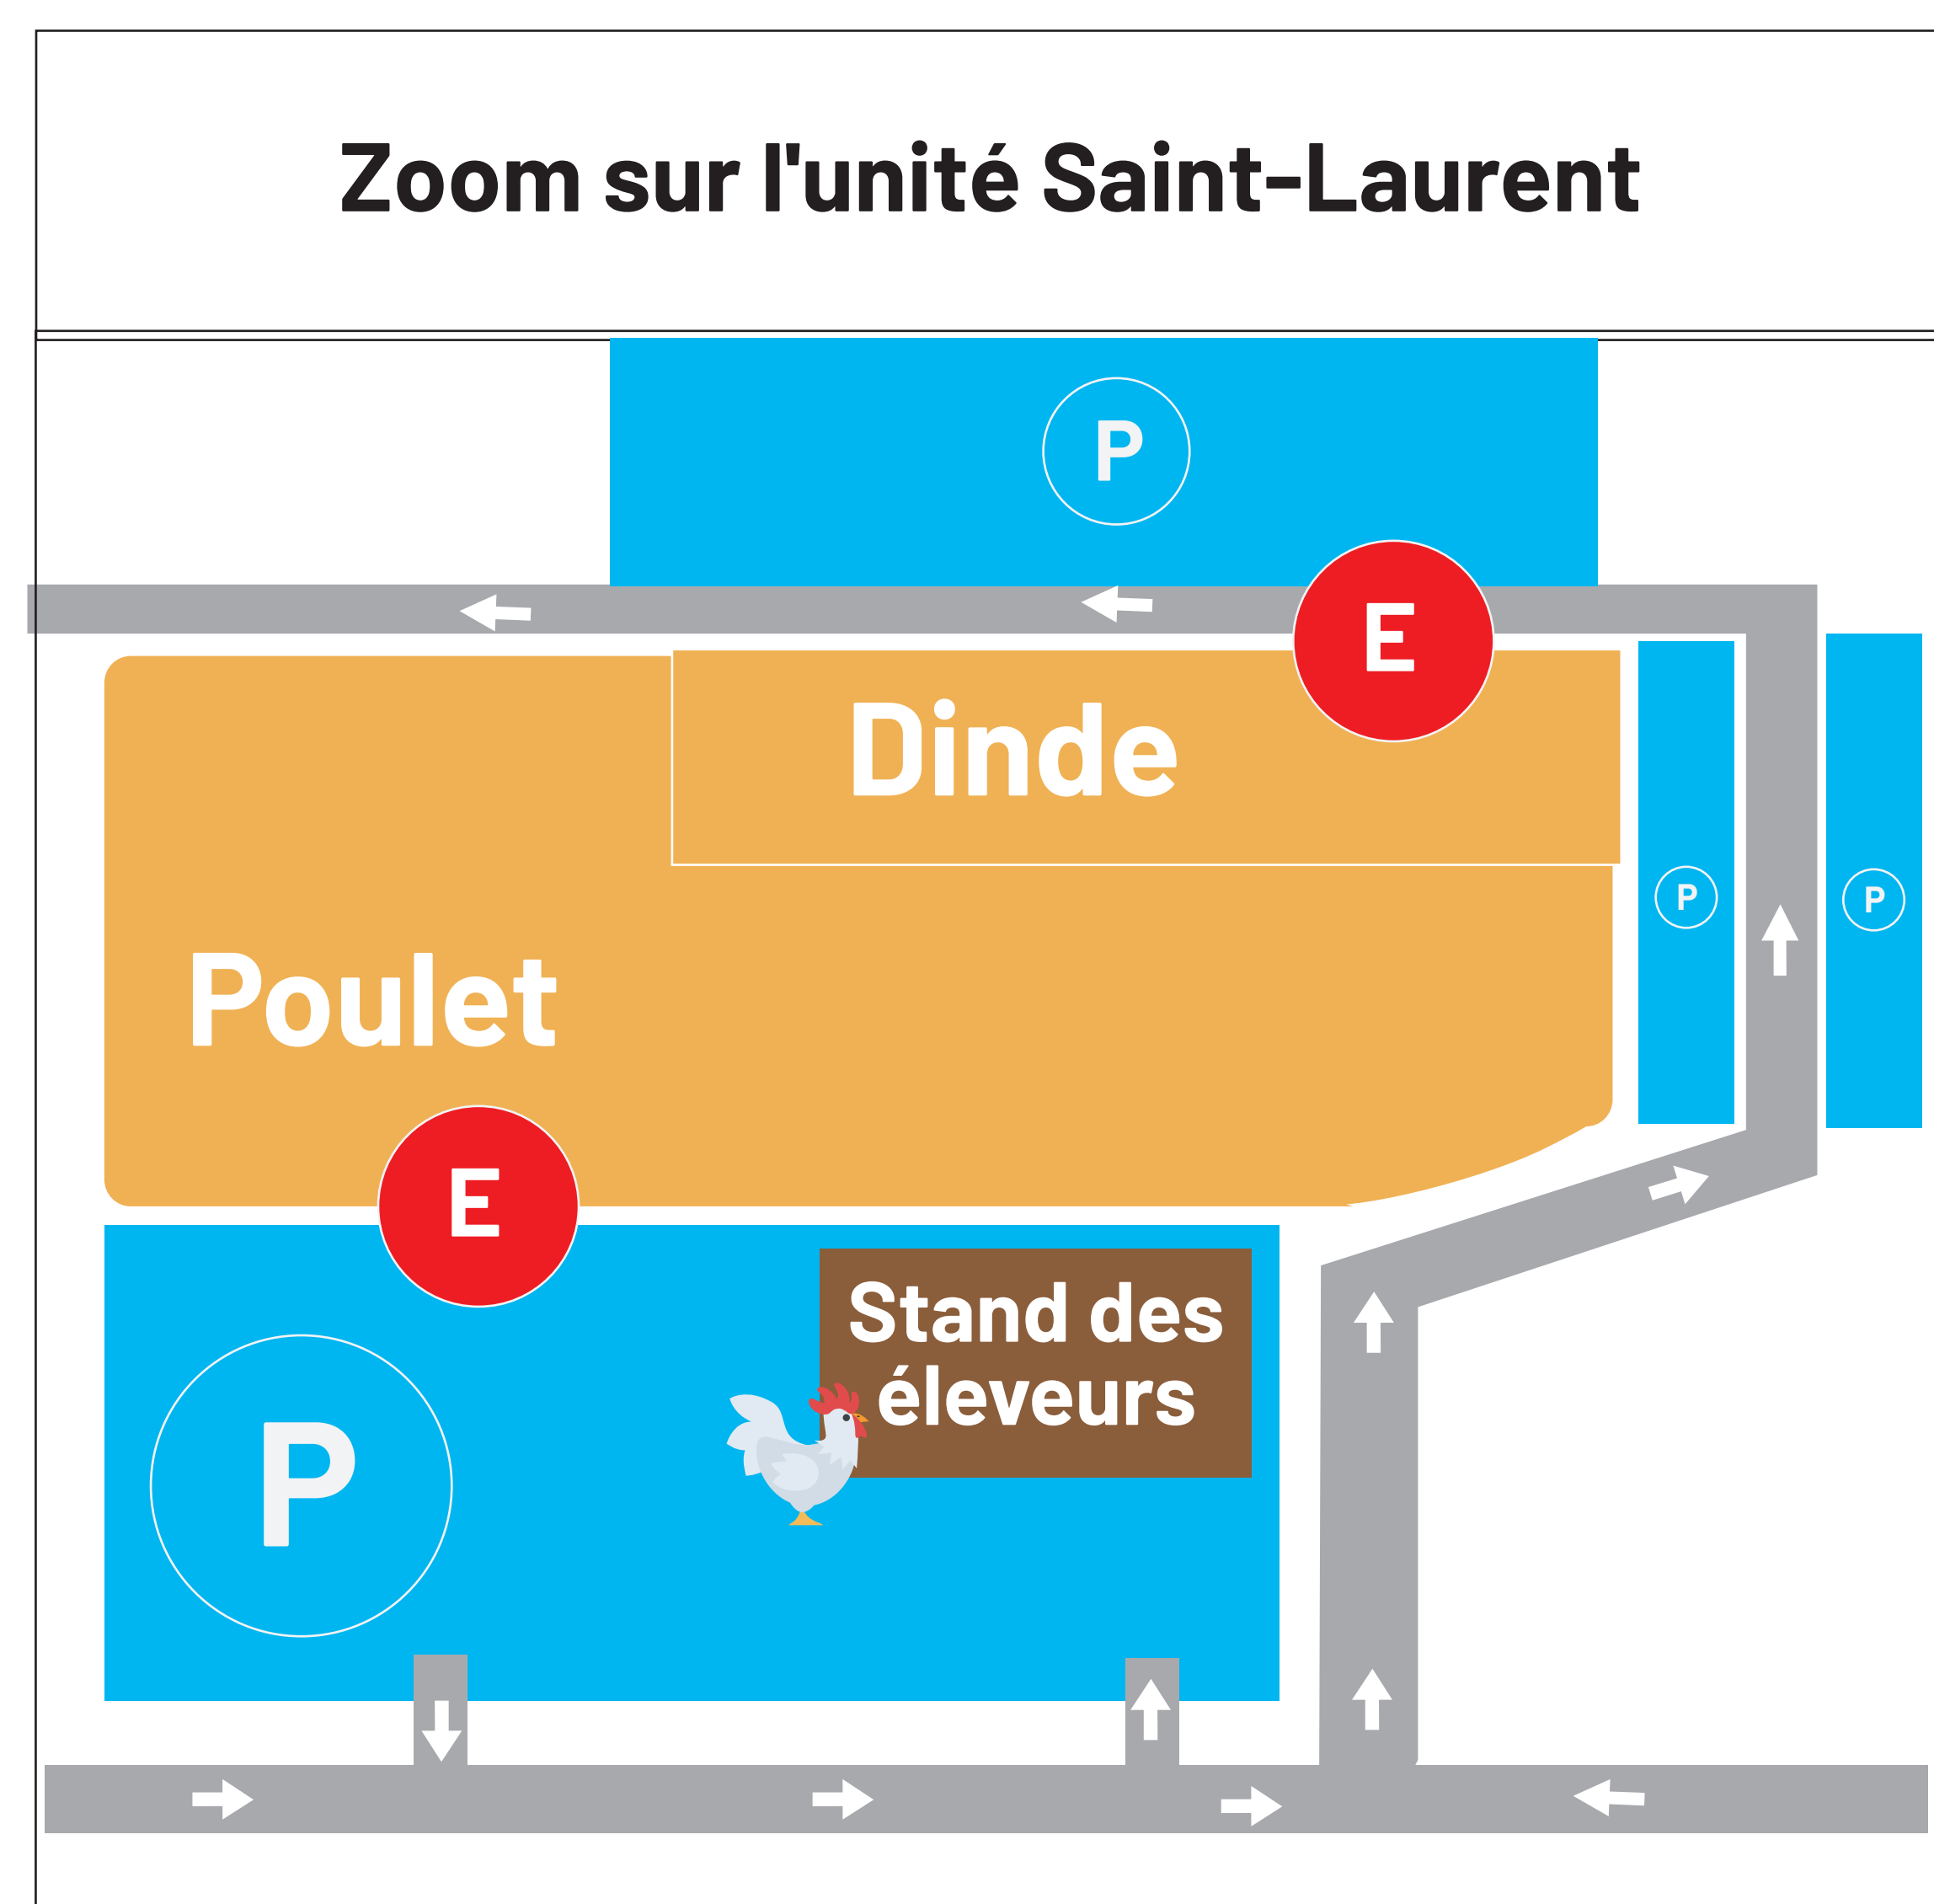 Zoom sur l'unité Saint-Laurent
P
E
Dinde
P
P
Poulet
E
Stand des
éleveurs
P